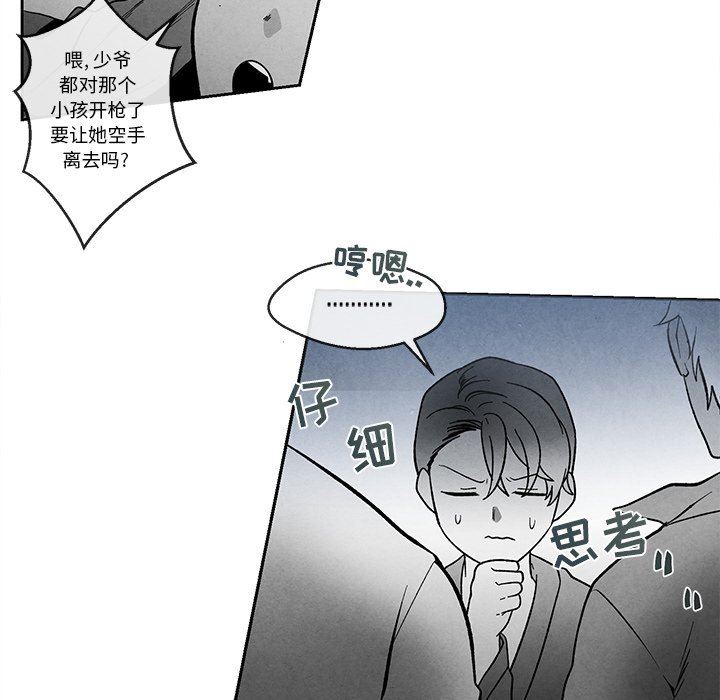 喂,少爷
都对那个
小孩开枪了
要让她空手
离去吗?
哼嗯..
...........
仔细
思考